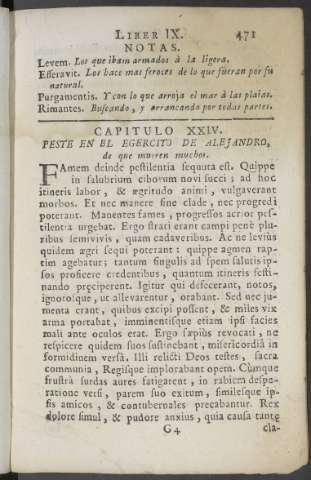 LIBER IX. 471
NOTAS.
Levem. Los que iban armados à la ligera.
Efferavit. Los hace mas feroces de lo que fueran por su
natural.
Purgamentis. Y con lo que arroja el mar à las playas.
Rimantes. Buscando, y arrancando por todas partes.
CAPITULO XXIV.
PESTE EN EL EGERCITO DE ALEJANDRO,
de que mueren muchos.
FAmem deinde pestilentia sequuta est. Quippe
in salubrium ciborum novi succi: ad hoc
itineris labor, & ægritudo animi, vulgaverant
morbos. Et nec manere sine clade, nec progredi
poterant. Manentes fames, progressos acrior pes-
tilentia urgebat. Ergo strati erant campi penè plu-
ribus semivivis, quam cadaveribus. Ac ne levius
quidem ægri sequi poterant: quippe agmen rap-
tim agebatur; tantum singulis ad spem salutis ip-
sos proficere credentibus, quantum itineris festi-
nando præciperent. Igitur qui defecerant, notos,
ignotosque, ut allevarentur, orabant. Sed nec ju-
menta erant, quibus excipi possent, & miles vix
arma portabat, imminentisque etiam ipsi facies
mali ante oculos erat. Ergo sæpius revocati, ne
respicere quidem suos sustinebant, misericordià in
formidinem versâ. Illi relicti Deos testes, sacra
communia, Regisque implorabant opem. Cùmque
frustrà surdas aures fatigarent, in rabiem despe-
ratione versi, parem suo exitum, similesque ip-
sis amicos, & contubernales precabantur. Rex
dolore simul, & pudore anxius, quia causa tantę
G4 cla-